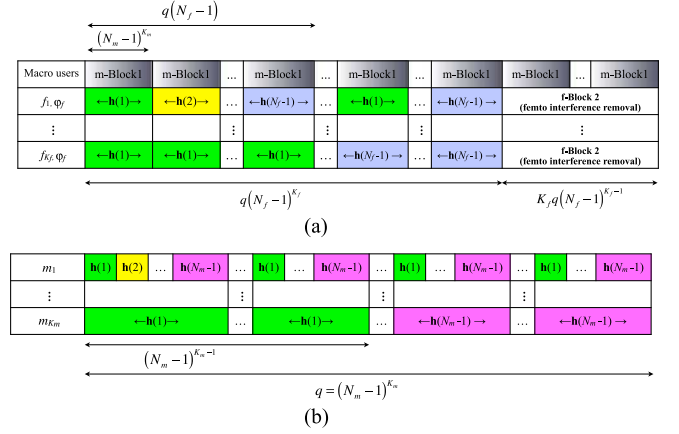 q(N_f −1)
(N_m −1)^{K_m}
Macro users m-Block1 m-Block1 ... m-Block1 ... m-Block1 ... m-Block1 m-Block1 ... m-Block1
f_1, φ_f ←h(1)→ ←h(2)→ ... ←h(N_f -1)→ ... ←h(1)→ ... ←h(N_f -1) → f-Block 2
(femto interference removal)
⋮ ⋮ ⋮ ⋮ ⋮
f_{Kf}, φ_f ←h(1)→ ←h(1)→ ... ←h(1)→ ... ←h(N_f -1) → ... ←h(N_f -1) → f-Block 2
(femto interference removal)
q(N_f −1)^{K_f} K_f q(N_f −1)^{K_f −1}
(a)
m_1 h(1) h(2) ... h(N_m -1) ... h(1) ... h(N_m -1) ... h(1) ... h(N_m -1) ... h(1) ... h(N_m -1)
⋮ ⋮ ⋮ ⋮
m_{Km} ←h(1)→ ... ←h(1)→ ... ←h(N_m -1) → ... ←h(N_m -1) →
(N_m −1)^{K_m −1}
q = (N_m −1)^{K_m}
(b)